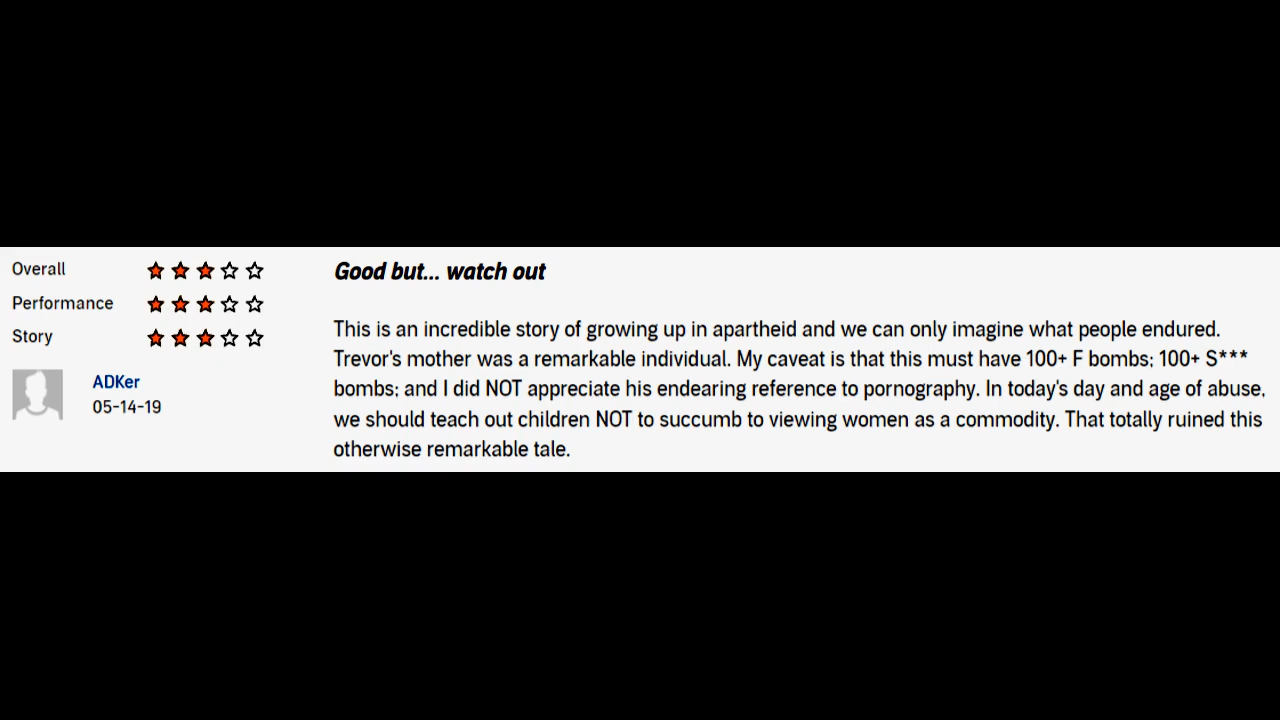 Overall
Performance
Story
ADKer
05-14-19
Good but... watch out
This is an incredible story of growing up in apartheid and we can only imagine what people endured.
Trevor's mother was a remarkable individual. My caveat is that this must have 100+ F bombs; 100+ S***
bombs; and I did NOT appreciate his endearing reference to pornography. In today's day and age of abuse,
we should teach out children NOT to succumb to viewing women as a commodity. That totally ruined this
otherwise remarkable tale.